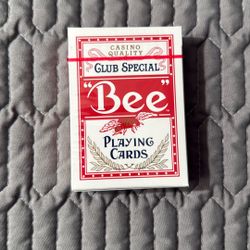 CASINO
QUALITY
CLUB SPECIAL
"Bee"
PLAYING
CARDS